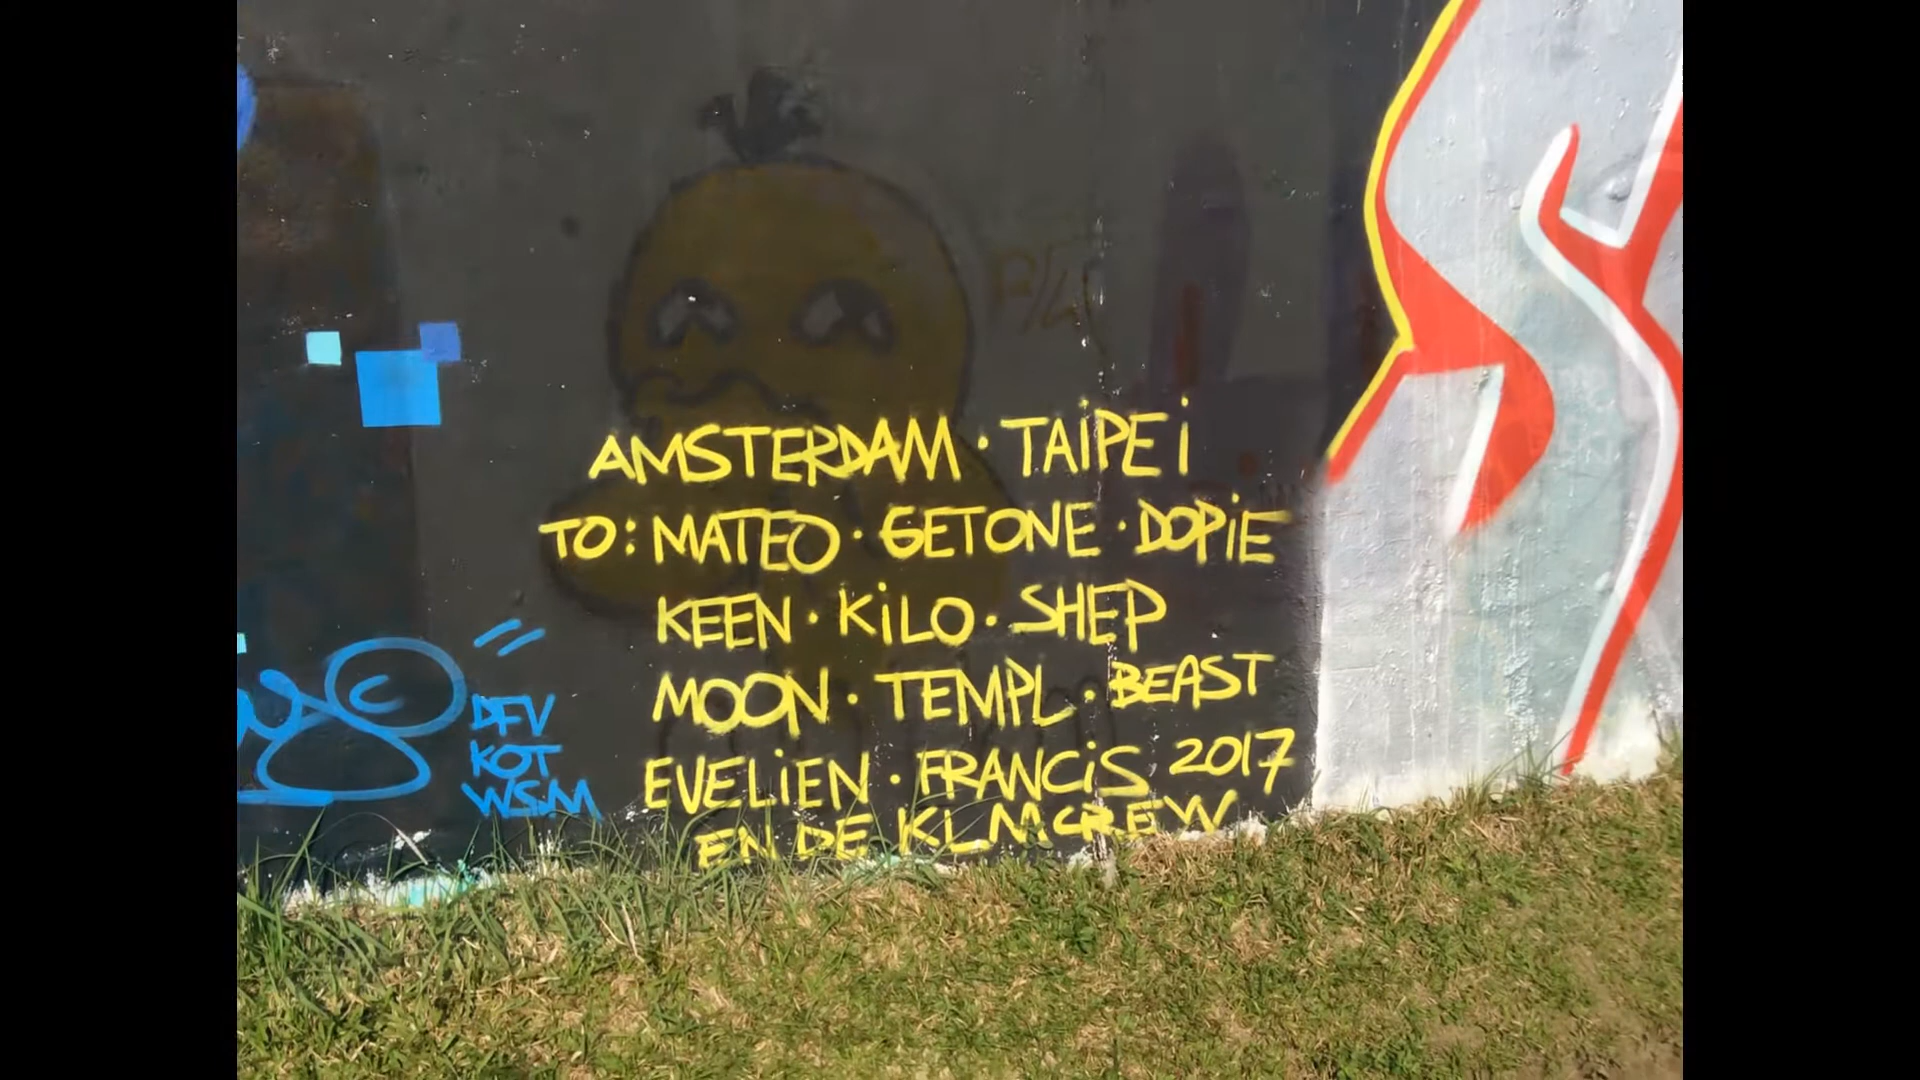 AMSTERDAM · TAiPEi
TO: MATEO · GETONE · DOPiE
KEEN · KiLO · SHEP
MOON · TEMPL · BEAST
EVELiEN · FRANCiS 2017
EN DE KLMCREW
DFV
KOT
WSM